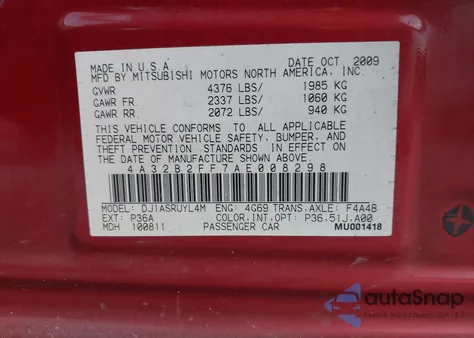 MADE IN U.S.A. DATE OCT 2009
MFD BY MITSUBISHI MOTORS NORTH AMERICA, INC.
GVWR 4376 LBS/ 1985 KG
GAWR FR. 2337 LBS/ 1060 KG
GAWR RR. 2072 LBS/ 940 KG
THIS VEHICLE CONFORMS TO ALL APPLICABLE
FEDERAL MOTOR VEHICLE SAFETY, BUMPER, AND
THEFT PREVENTION STANDARDS IN EFFECT ON
THE DATE OF MANUFACTURE SHOWN ABOVE.
4A32B2FF7AE008298
MODEL: DJ1ASRUYL4M ENG: 4G69 TRANS.AXLE: F4A4B
EXT: P36A COLOR.INT.OPT: P36.51J.A00
MDH 100811 PASSENGER CAR MU001418
autoSnap